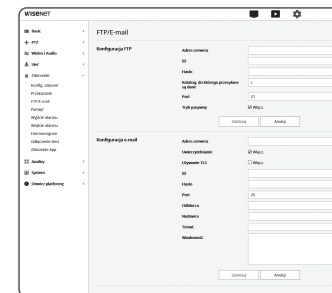 WISENET
Basic
PTZ
Wideo i Audio
Sieć
Zdarzenie
Konfig. zdarzeń
Przekazanie
FTP/E-mail
Pamięć
Wyjście alarmu
Wejście alarmu
Harmonogram
Odłączenie sieci
Zdarzenie App
Analizy
System
Otwórz platformę
FTP/E-mail
Konfiguracja FTP
Adres serwera
ID
Hasło
Katalog, do którego przesyłane
są dane
/
Port
21
Tryb pasywny
Włącz.
Zastosuj
Anuluj
Konfiguracja e-mail
Adres serwera
Uwierzytelnianie
Włącz.
Używanie TLS
Włącz.
ID
Hasło
Port
25
Odbiorca
Nadawca
Temat
Wiadomość
Zastosuj
Anuluj